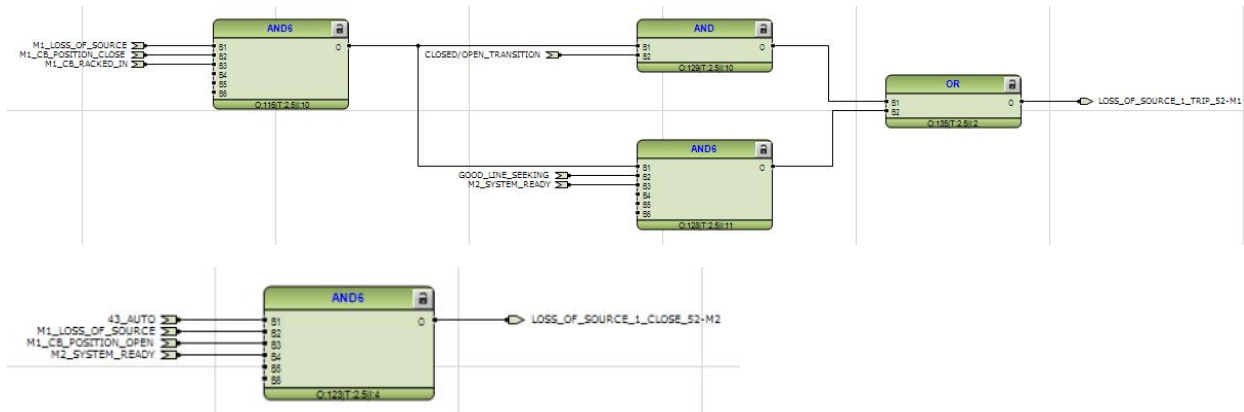 AND6
M1_LOSS_OF_SOURCE
M1_CB_POSITION_CLOSE
M1_CB_RACKED_IN
B1
B2
B3
B4
B5
B6
O
O:116|T:2.5|I:10
CLOSED/OPEN_TRANSITION
AND
B1
B2
O
O:129|T:2.5|I:10
OR
B1
B2
O
O:135|T:2.5|I:2
LOSS_OF_SOURCE_1_TRIP_52-M1
GOOD_LINE_SEEKING
M2_SYSTEM_READY
AND6
B1
B2
B3
B4
B5
B6
O
O:128|T:2.5|I:11
43_AUTO
M1_LOSS_OF_SOURCE
M1_CB_POSITION_OPEN
M2_SYSTEM_READY
AND6
B1
B2
B3
B4
B5
B6
O
O:123|T:2.5|I:4
LOSS_OF_SOURCE_1_CLOSE_52-M2